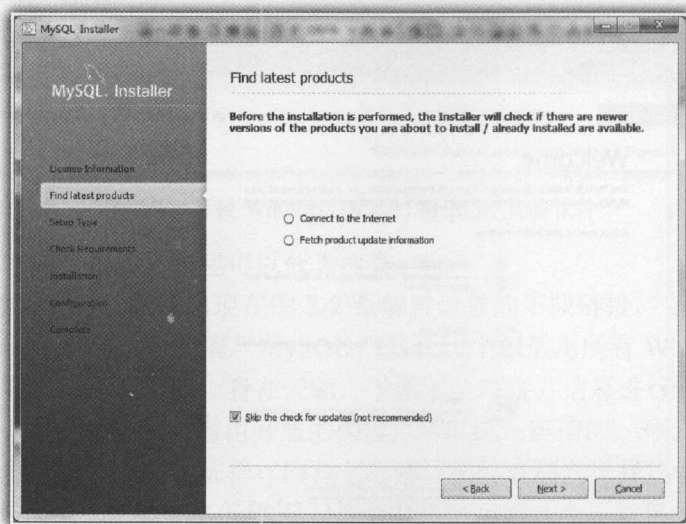 MySQL Installer
MySQL. Installer
License Information
Find latest products
Setup Type
Check Requirements
Installation
Configuration
Complete
Find latest products
Before the installation is performed, the Installer will check if there are newer
versions of the products you are about to install / already installed are available.
Connect to the Internet
Fetch product update information
Skip the check for updates (not recommended)
< Back
Next >
Cancel